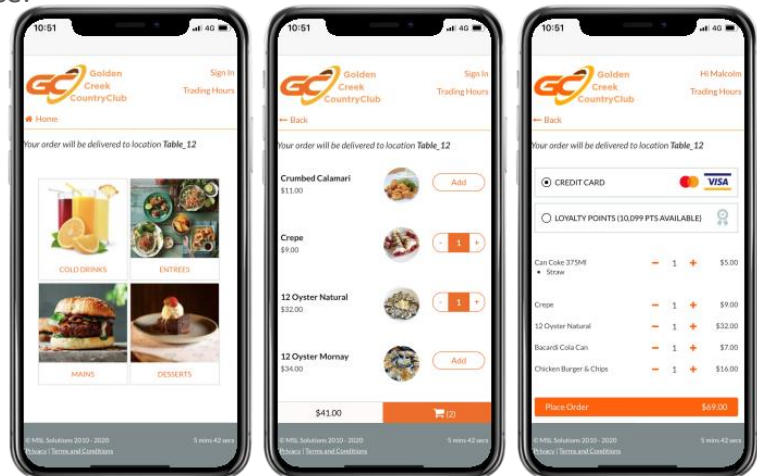 10:51
4G
GC
Golden
Creek
CountryClub
Sign In
Trading Hours
Home
Your order will be delivered to location Table_12
COLD DRINKS
ENTREES
MAINS
DESSERTS
© MSL Solutions 2010 - 2020
5 mins 42 secs
Privacy | Terms and Conditions
10:51
4G
GC
Golden
Creek
CountryClub
Sign In
Trading Hours
← Back
Your order will be delivered to location Table_12
Crumbed Calamari
$11.00
Add
Crepe
$9.00
- 1 +
12 Oyster Natural
$32.00
- 1 +
12 Oyster Mornay
$34.00
Add
$41.00
(2)
© MSL Solutions 2010 - 2020
5 mins 42 secs
Privacy | Terms and Conditions
10:51
4G
GC
Golden
Creek
CountryClub
Hi Malcolm
Trading Hours
← Back
Your order will be delivered to location Table_12
CREDIT CARD
VISA
LOYALTY POINTS (10,099 PTS AVAILABLE)
Can Coke 375Ml − 1 + $5.00
• Straw
Crepe − 1 + $9.00
12 Oyster Natural − 1 + $32.00
Bacardi Cola Can − 1 + $7.00
Chicken Burger & Chips − 1 + $16.00
Place Order $69.00
© MSL Solutions 2010 - 2020
5 mins 42 secs
Privacy | Terms and Conditions